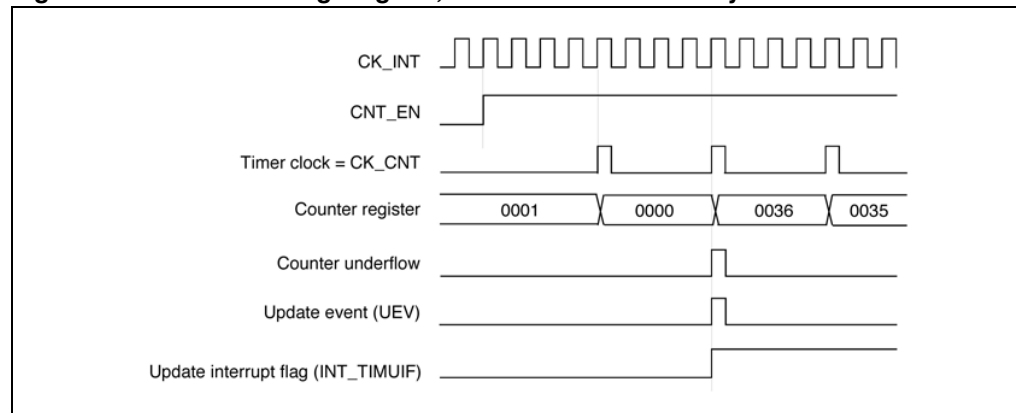 CK_INT
CNT_EN
Timer clock = CK_CNT
Counter register 0001 0000 0036 0035
Counter underflow
Update event (UEV)
Update interrupt flag (INT_TIMUIF)